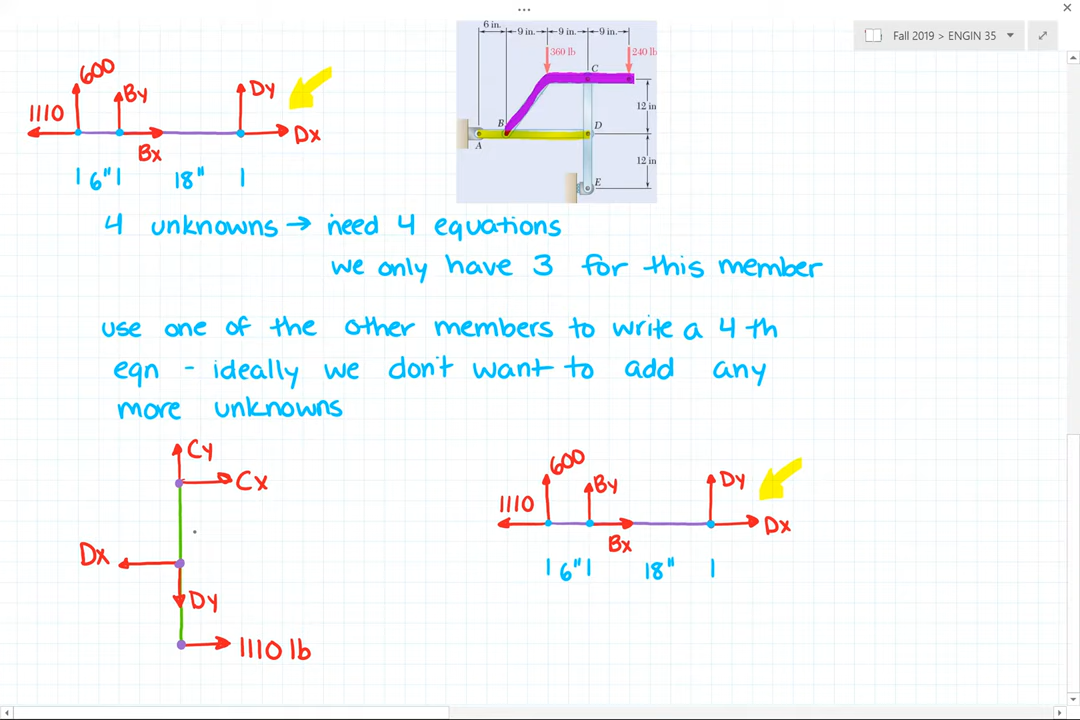 ...
Fall 2019 > ENGIN 35
6 in.
9 in. 9 in. 9 in.
360 lb
240 lb
C
12 in
B
D
A
12 in
E
600
1110
By
Dy
Bx
Dx
6" 18"
4 unknowns → need 4 equations
we only have 3 for this member
use one of the other members to write a 4 th
eqn - ideally we don't want to add any
more unknowns
Cy
Cx
Dx
Dy
1110 lb
600
1110
By
Dy
Bx
Dx
6" 18"